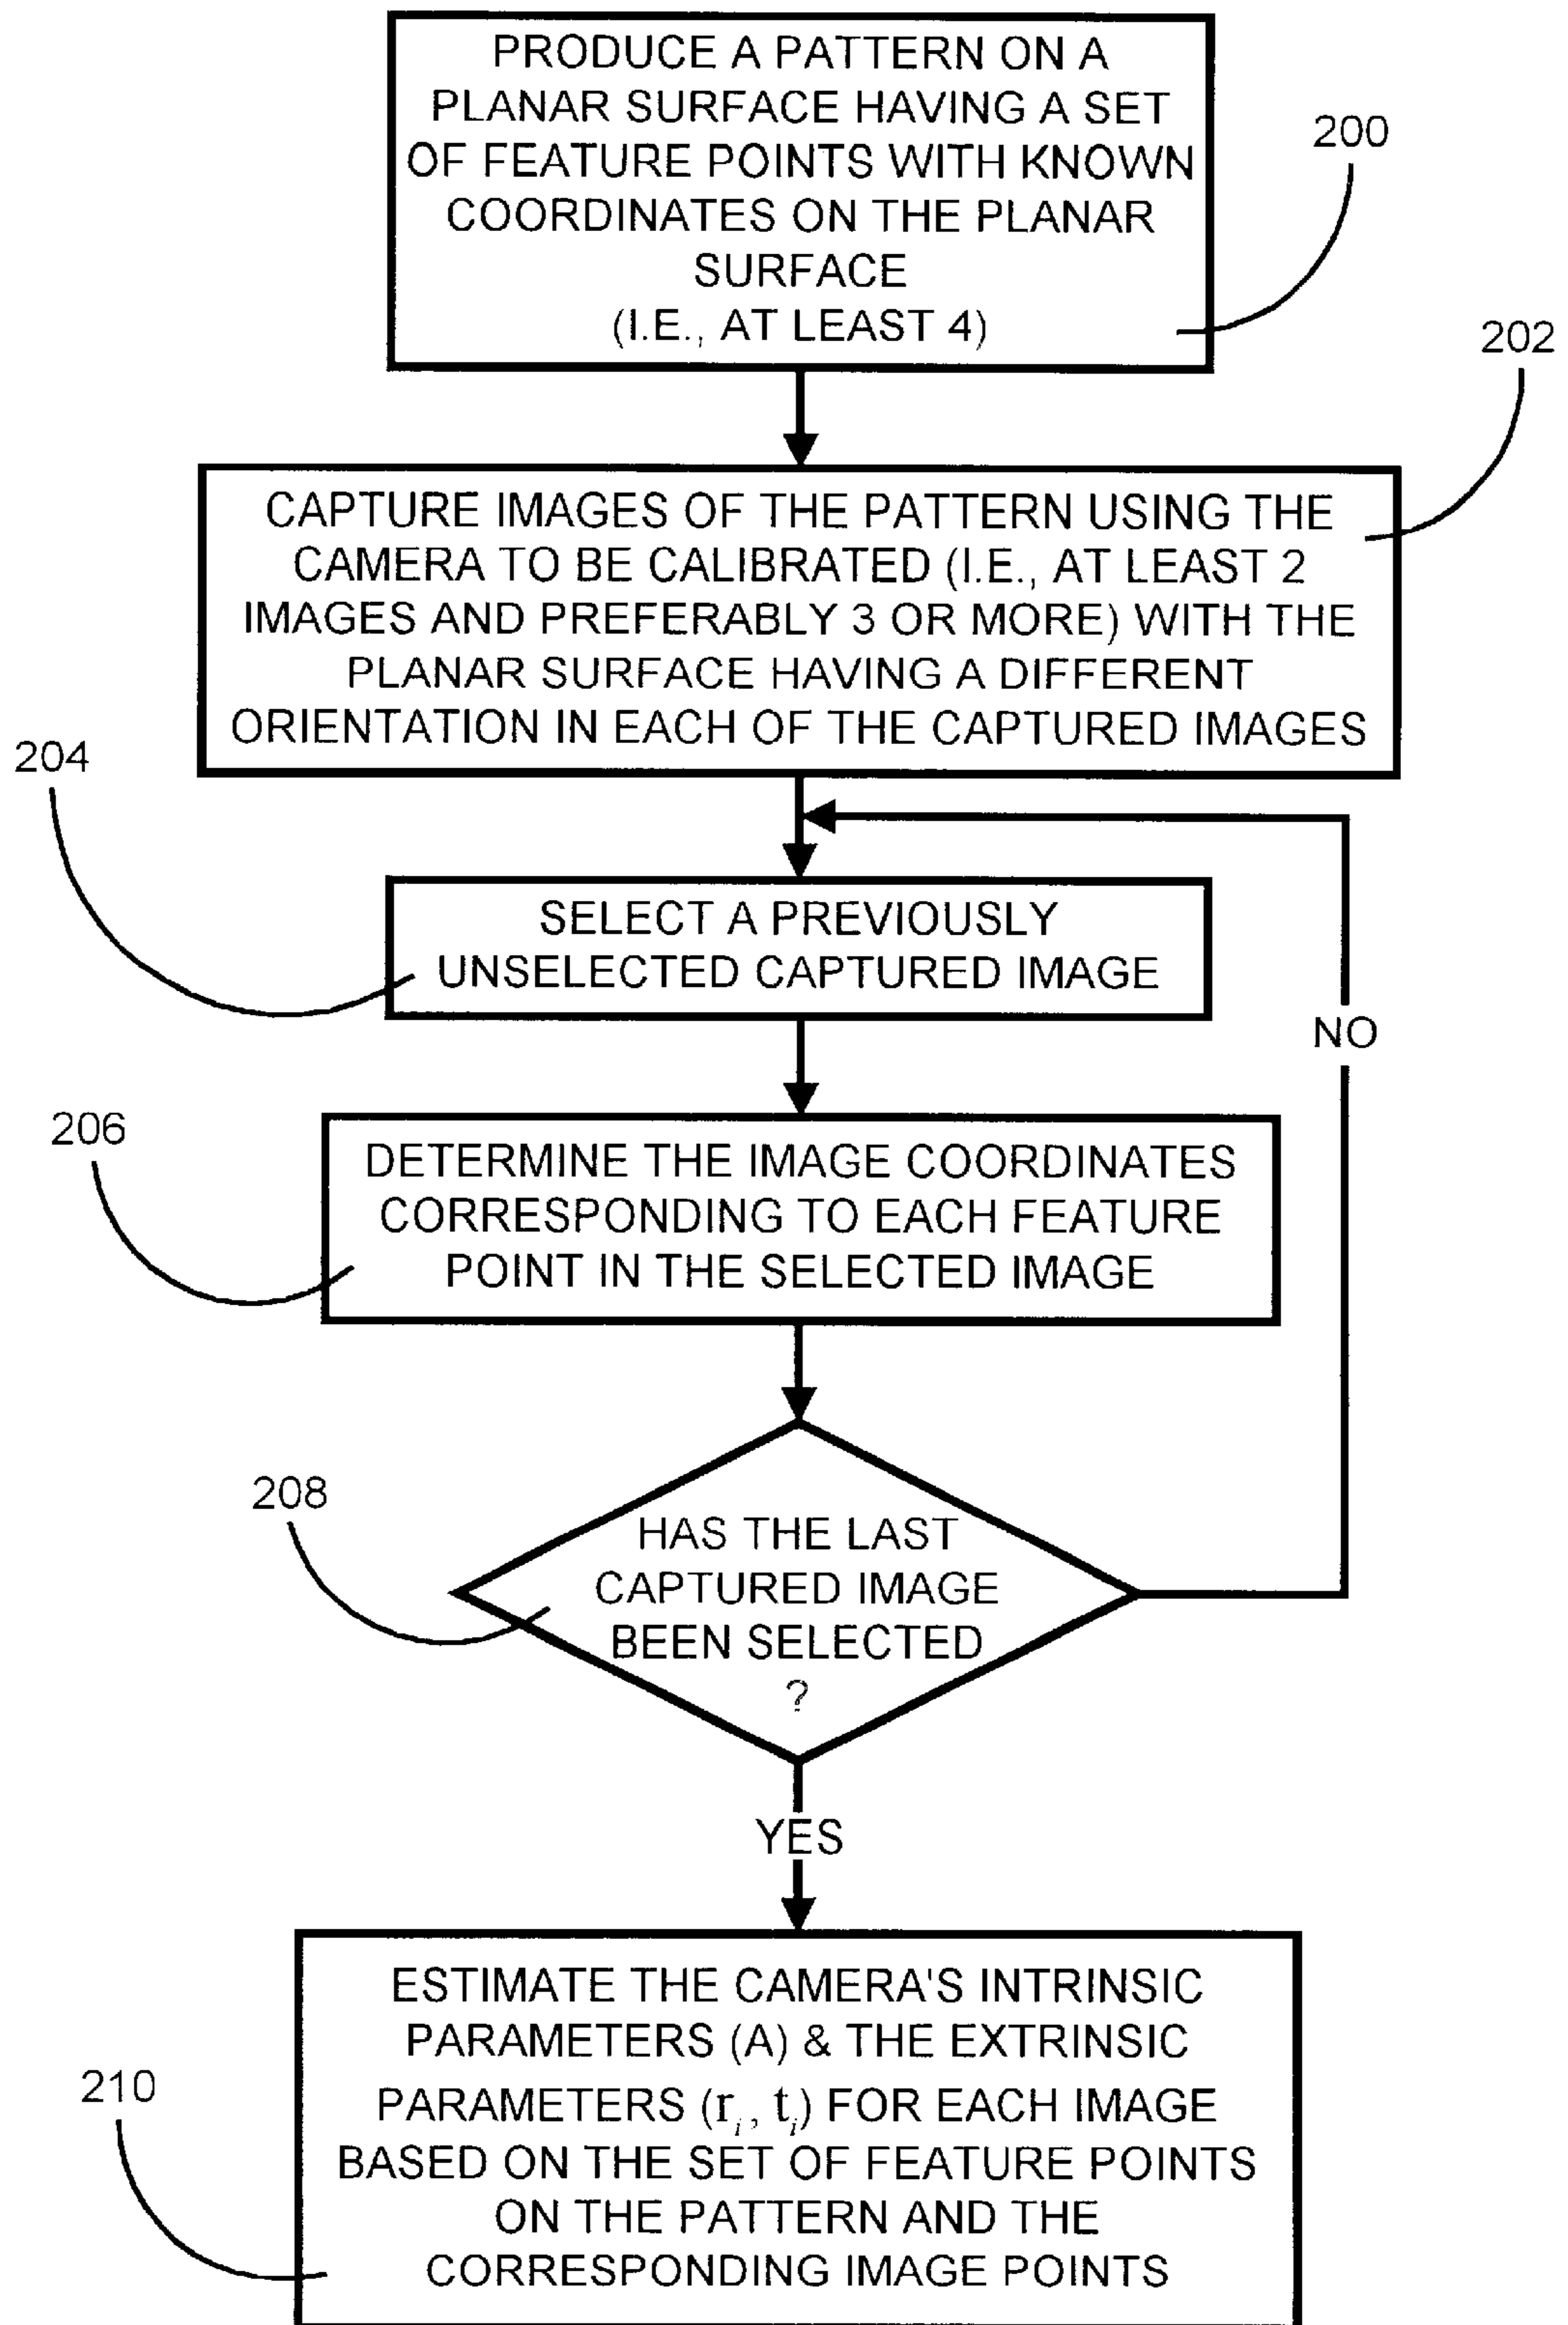 PRODUCE A PATTERN ON A
PLANAR SURFACE HAVING A SET
OF FEATURE POINTS WITH KNOWN
COORDINATES ON THE PLANAR
SURFACE
(I.E., AT LEAST 4)
200
202
CAPTURE IMAGES OF THE PATTERN USING THE
CAMERA TO BE CALIBRATED (I.E., AT LEAST 2
IMAGES AND PREFERABLY 3 OR MORE) WITH THE
PLANAR SURFACE HAVING A DIFFERENT
ORIENTATION IN EACH OF THE CAPTURED IMAGES
204
SELECT A PREVIOUSLY
UNSELECTED CAPTURED IMAGE
NO
206
DETERMINE THE IMAGE COORDINATES
CORRESPONDING TO EACH FEATURE
POINT IN THE SELECTED IMAGE
208
HAS THE LAST
CAPTURED IMAGE
BEEN SELECTED
?
YES
210
ESTIMATE THE CAMERA'S INTRINSIC
PARAMETERS (A) & THE EXTRINSIC
PARAMETERS (rᵢ, tᵢ) FOR EACH IMAGE
BASED ON THE SET OF FEATURE POINTS
ON THE PATTERN AND THE
CORRESPONDING IMAGE POINTS